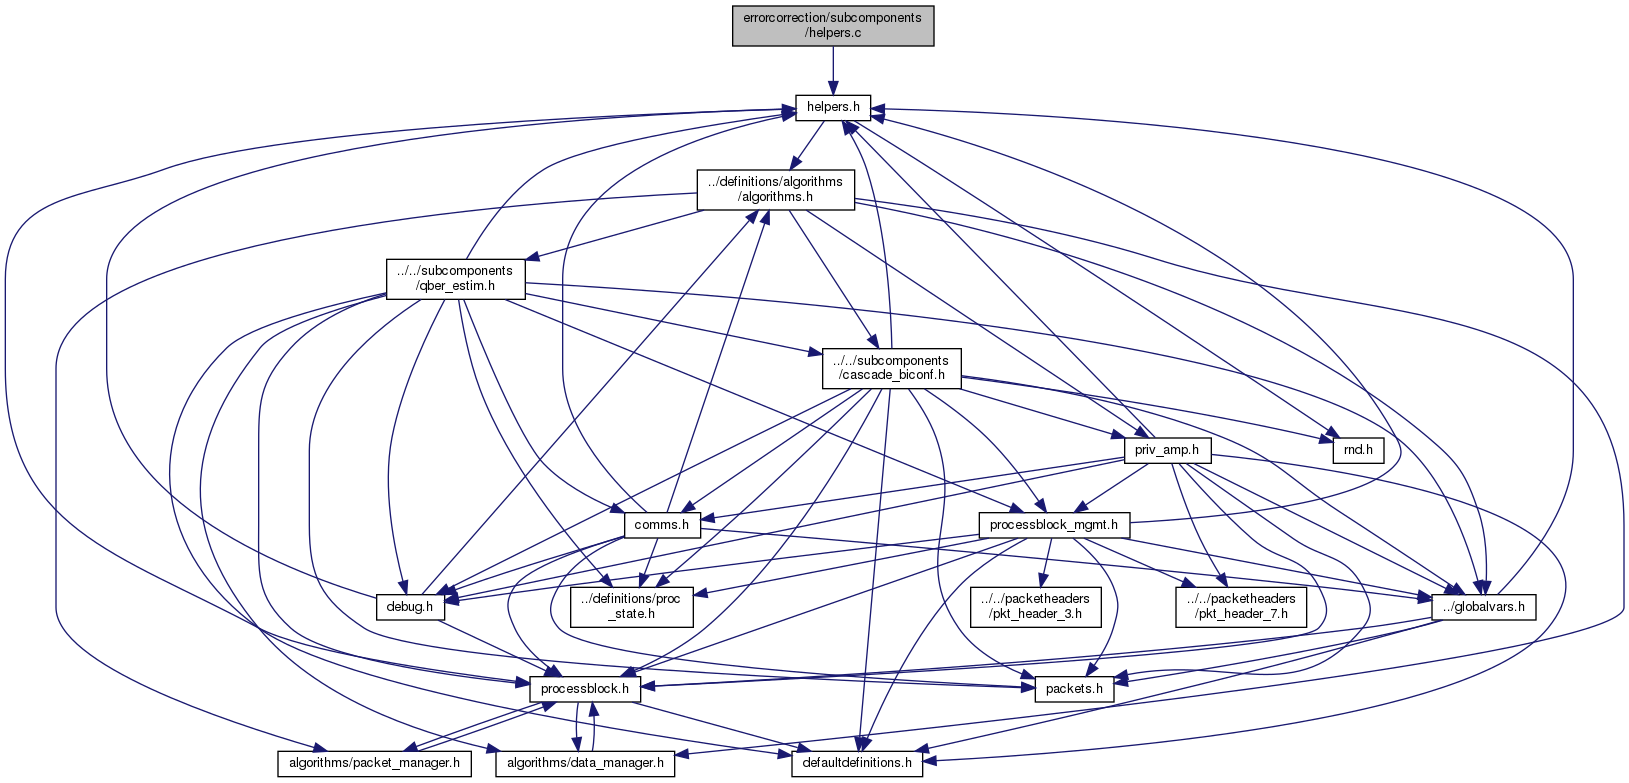 errorcorrection/subcomponents
/helpers.c
helpers.h
../definitions/algorithms
/algorithms.h
../../subcomponents
/qber_estim.h
../../subcomponents
/cascade_biconf.h
priv_amp.h
rnd.h
comms.h
processblock_mgmt.h
debug.h
../definitions/proc
_state.h
../../packetheaders
/pkt_header_3.h
../../packetheaders
/pkt_header_7.h
../globalvars.h
processblock.h
packets.h
algorithms/packet_manager.h
algorithms/data_manager.h
defaultdefinitions.h